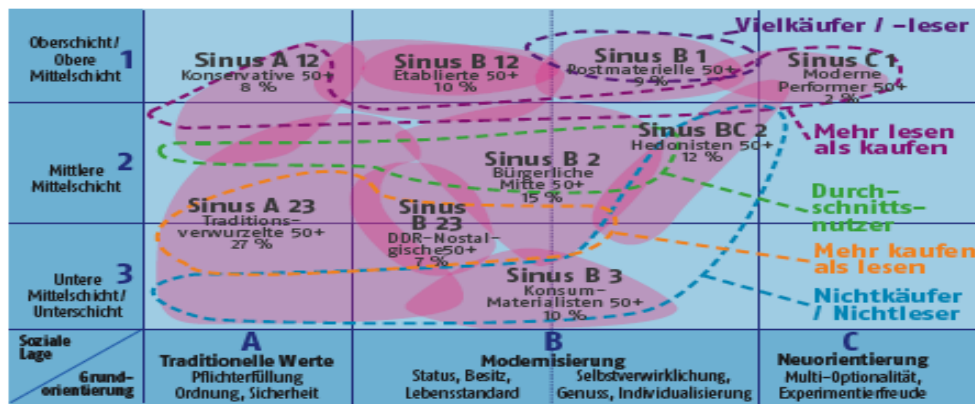 Oberschicht/
Obere
Mittelschicht
1
Sinus A 12
Konservative 50+
8 %
Sinus B 12
Etablierte 50+
10 %
Vielkäufer / -leser
Sinus B 1
Postmaterielle 50+
9 %
Sinus C 1
Moderne
Performer 50+
2 %
Mittlere
Mittelschicht
2
Sinus BC 2
Hedonisten 50+
12 %
Mehr lesen
als kaufen
Sinus B 2
Bürgerliche
Mitte 50+
15 %
Durch-
schnitts-
nutzer
Sinus A 23
Traditions-
verwurzelte 50+
27 %
Sinus
B 23
DDR-Nostal-
gische50+
7 %
Mehr kaufen
als lesen
Untere
Mittelschicht/
Unterschicht
3
Sinus B 3
Konsum-
Materialisten 50+
10 %
Nichtkäufer
/ Nichtleser
Soziale
Lage
Grund-
orientierung
A
Traditionelle Werte
Pflichterfüllung
Ordnung, Sicherheit
B
Modernisierung
Status, Besitz,
Lebensstandard
Selbstverwirklichung,
Genuss, Individualisierung
C
Neuorientierung
Multi-Optionalität,
Experimentierfreude